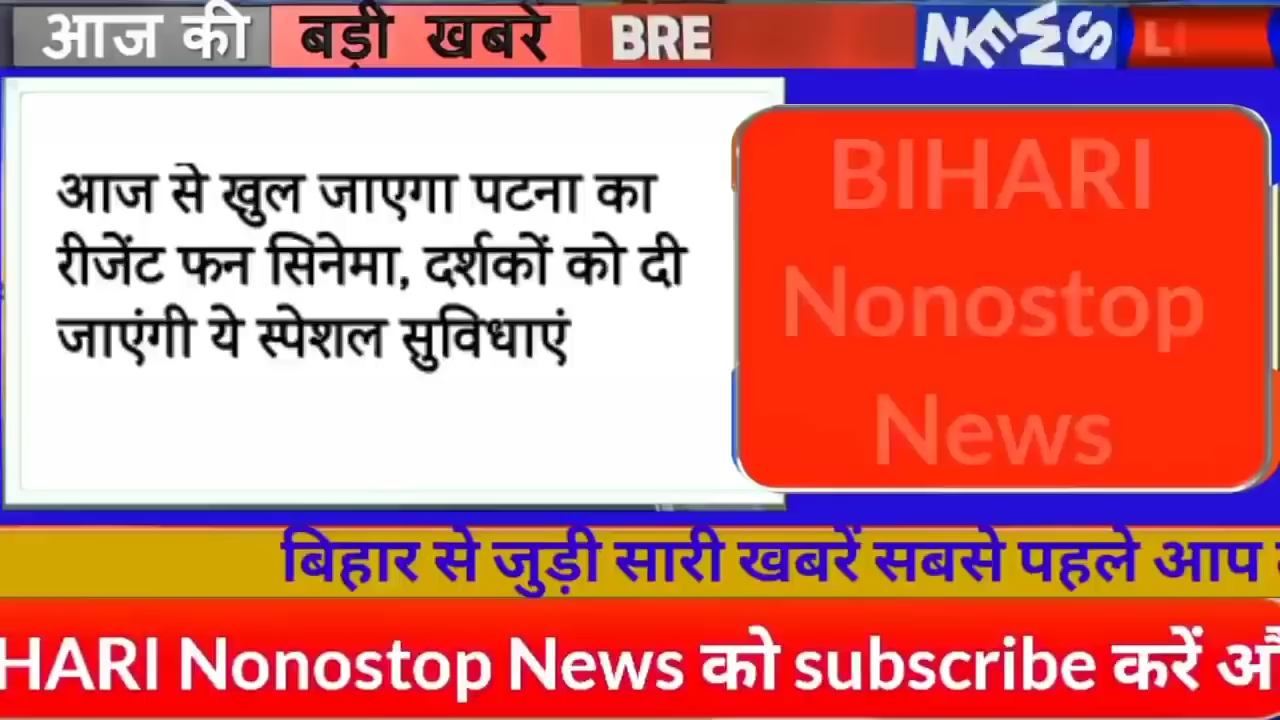 आज की बड़ी खबरे BRE NEWS LI
आज से खुल जाएगा पटना का
रीजेंट फन सिनेमा, दर्शकों को दी
जाएंगी ये स्पेशल सुविधाएं
BIHARI
Nonostop
News
बिहार से जुड़ी सारी खबरें सबसे पहले आप
HARI Nonostop News को subscribe करें औ